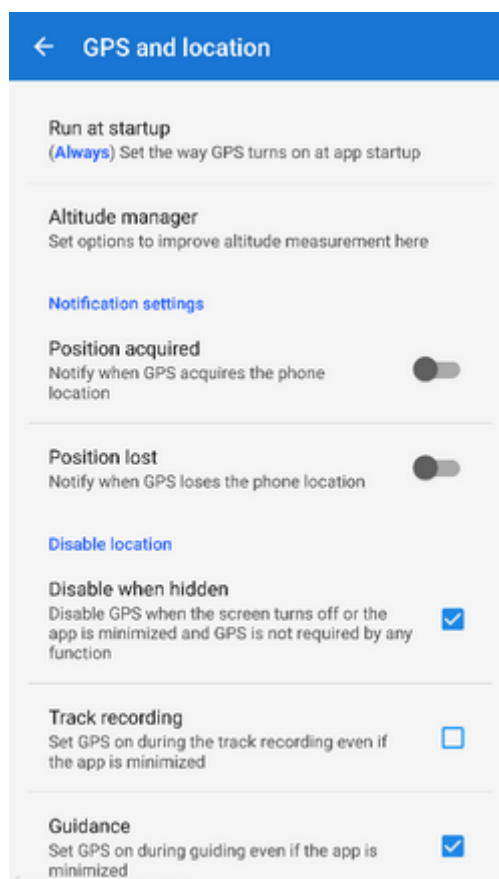 GPS and location
Run at startup
(Always) Set the way GPS turns on at app startup
Altitude manager
Set options to improve altitude measurement here
Notification settings
Position acquired
Notify when GPS acquires the phone
location
Position lost
Notify when GPS loses the phone location
Disable location
Disable when hidden
Disable GPS when the screen turns off or the
app is minimized and GPS is not required by any
function
Track recording
Set GPS on during the track recording even if
the app is minimized
Guidance
Set GPS on during guiding even if the app is
minimized